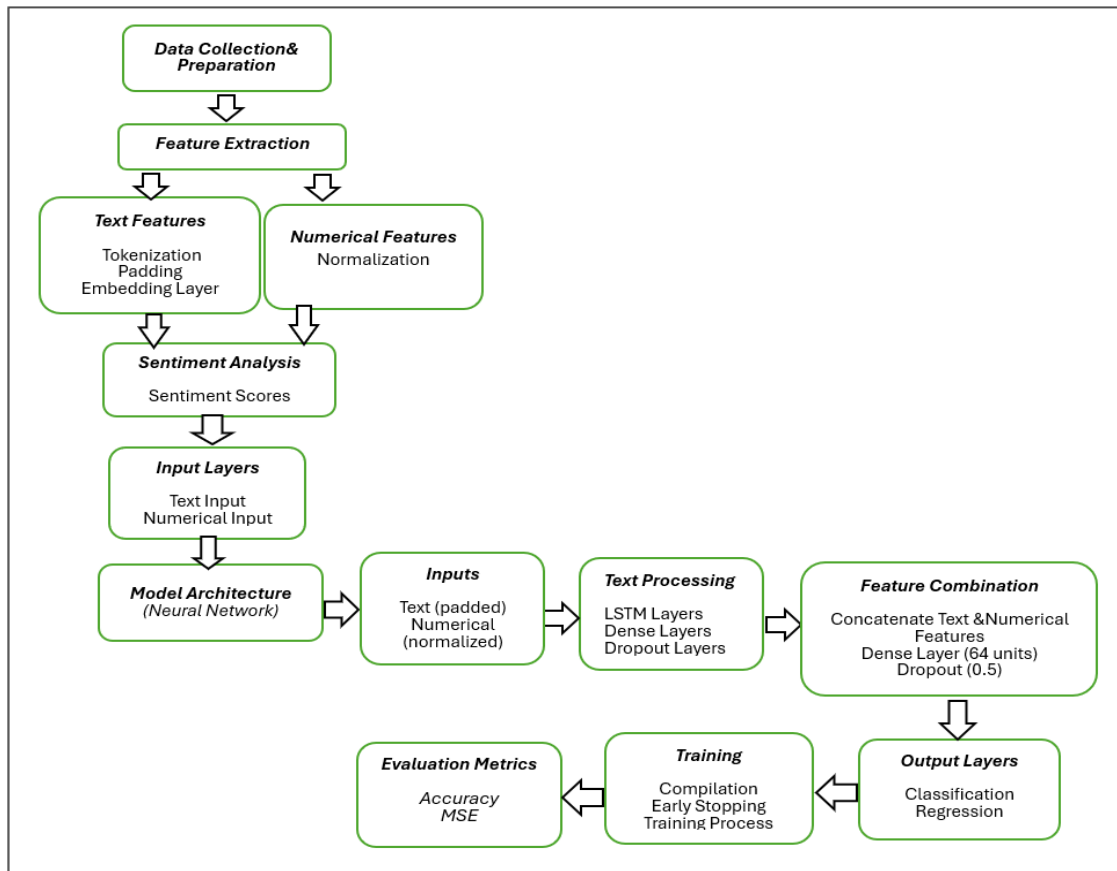 Data Collection&
Preparation
Feature Extraction
Text Features
Tokenization
Padding
Embedding Layer
Numerical Features
Normalization
Sentiment Analysis
Sentiment Scores
Input Layers
Text Input
Numerical Input
Model Architecture
(Neural Network)
Inputs
Text (padded)
Numerical
(normalized)
Text Processing
LSTM Layers
Dense Layers
Dropout Layers
Feature Combination
Concatenate Text &Numerical
Features
Dense Layer (64 units)
Dropout (0.5)
Output Layers
Classification
Regression
Training
Compilation
Early Stopping
Training Process
Evaluation Metrics
Accuracy
MSE